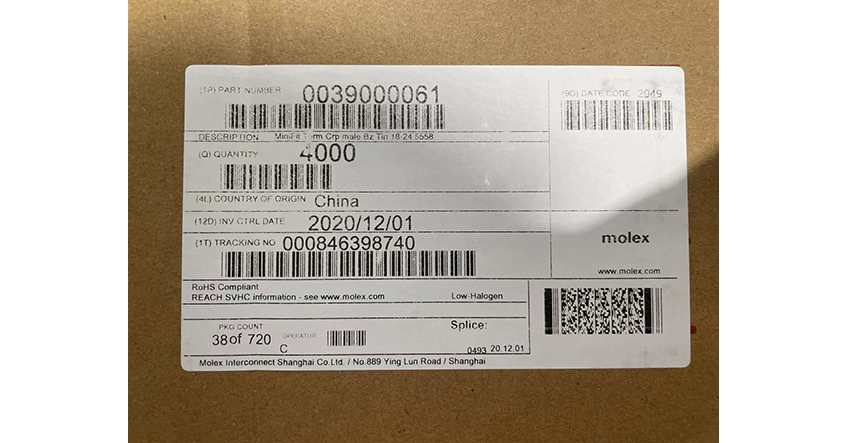 (1P) PART NUMBER 0039000061
(9D) DATE CODE 2049
DESCRIPTION MiniFit Term Crp male Bz Tin 18-24 5558
(Q) QUANTITY 4000
(4L) COUNTRY OF ORIGIN China
(12D) INV CTRL DATE 2020/12/01
(1T) TRACKING NO 000846398740
molex
www.molex.com
RoHS Compliant
REACH SVHC information - see www.molex.com Low-Halogen
PKG COUNT
38 of 720
OPERATOR
C
Splice:
0493 20.12.01
Molex Interconnect Shanghai Co.Ltd. / No.889 Ying Lun Road / Shanghai